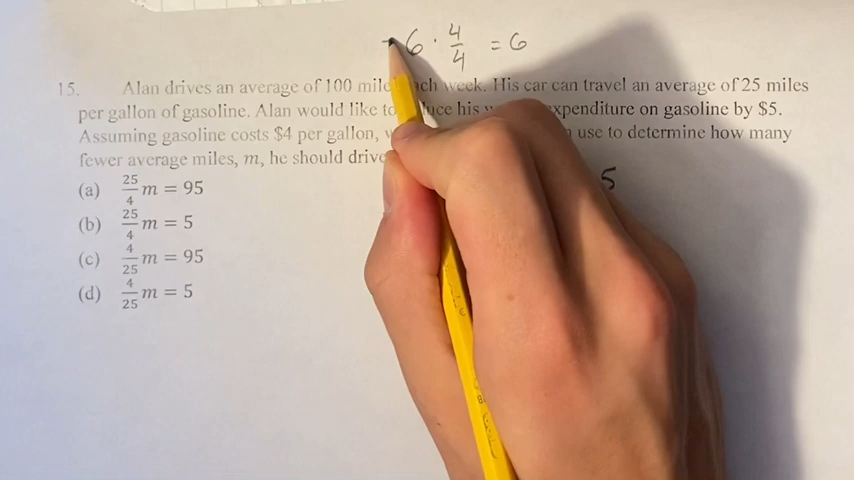 6 · 4/4 = 6
15. Alan drives an average of 100 week. His car can travel an average of 25 miles
per gallon of gasoline. Alan would like to his expenditure on gasoline by $5.
Assuming gasoline costs $4 per gallon, use to determine how many
fewer average miles, m, he should drive
5
(a) 25/4 m = 95
(b) 25/4 m = 5
(c) 4/25 m = 95
(d) 4/25 m = 5